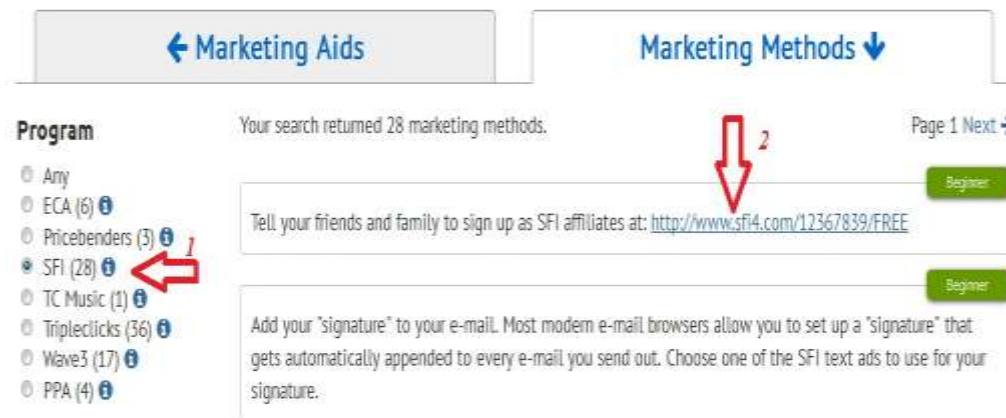 Marketing Aids
Marketing Methods
Program
Your search returned 28 marketing methods.
Page 1 Next
2
Any
Beginner
ECA (6)
Tell your friends and family to sign up as SFI affiliates at: http://www.sfi4.com/12367839/FREE
Pricebenders (3)
1
SFI (28)
TC Music (1)
Beginner
Tripleclicks (36)
Add your "signature" to your e-mail. Most modern e-mail browsers allow you to set up a "signature" that
Wave3 (17)
gets automatically appended to every e-mail you send out. Choose one of the SFI text ads to use for your
PPA (4)
signature.